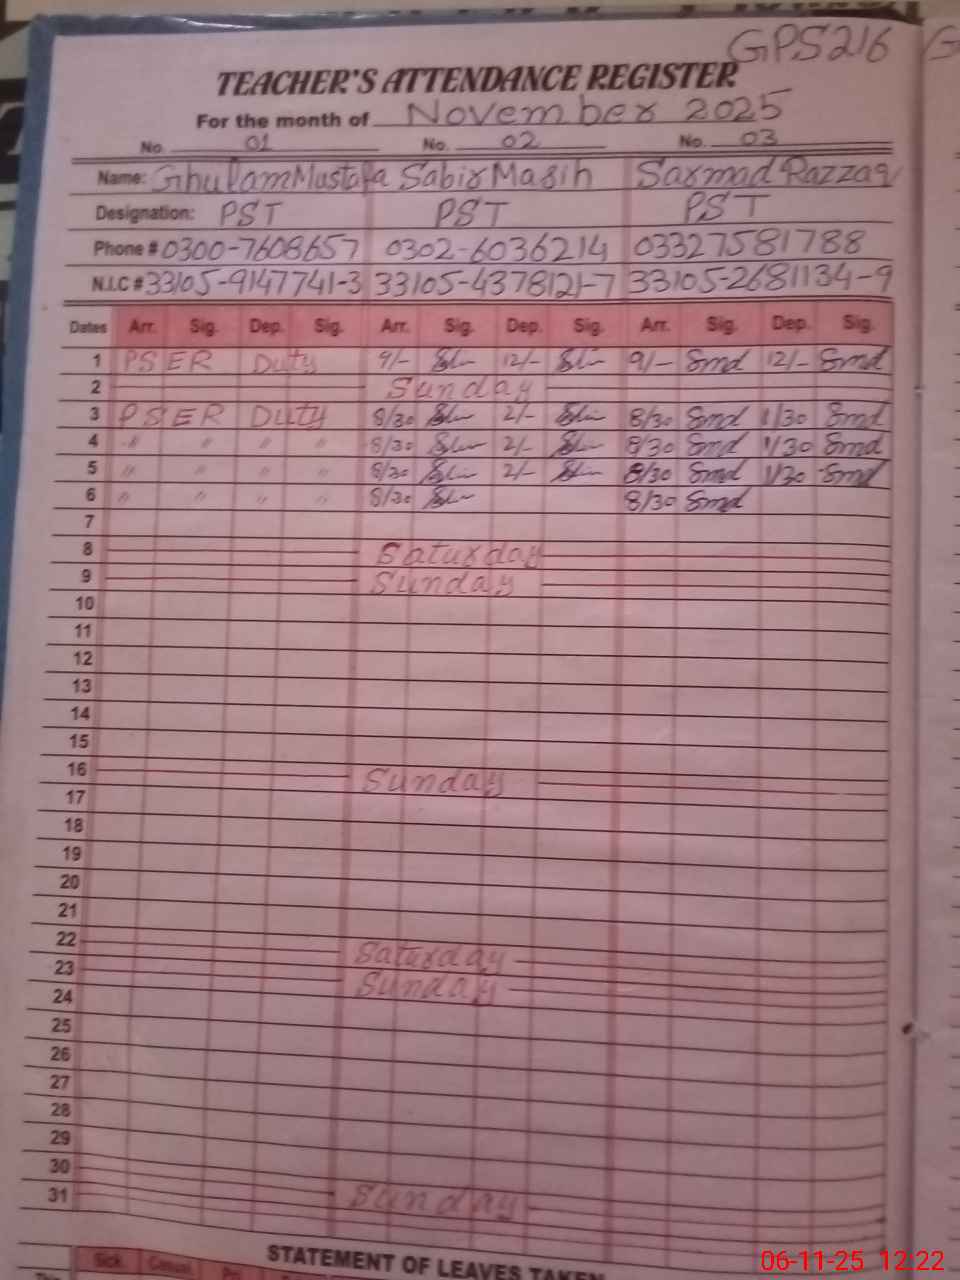 GPS216
TEACHER'S ATTENDANCE REGISTER
For the month of November 2025
No. 01 No. 02 No. 03
Name: Ghulam Mustafa Sabir Masih Sarmad Razzaq
Designation: PST PST PST
Phone # 0300-7608657 0302-6036214 03327581788
N.I.C # 33105-9147741-3 33105-4378121-7 33105-2681134-9
Dates Arr. Sig. Dep. Sig. Arr. Sig. Dep. Sig. Arr. Sig. Dep. Sig.
1 PSER Duty 9/- 12/- 9/- Smd 12/- Smd
2 Sunday
3 PSER Duty 8/30 2/- 8/30 Smd 1/30 Smd
4 " " " " 8/30 2/- 8/30 Smd 1/30 Smd
5 " " " " 8/30 2/- 8/30 Smd 1/30 Smd
6 " " " " 8/30 8/30 Smd
7
8 Saturday
9 Sunday
10
11
12
13
14
15
16 Sunday
17
18
19
20
21
22 Saturday
23 Sunday
24
25
26
27
28
29
30 Sunday
31
STATEMENT OF LEAVES TAKEN
Sick Casual
06-11-25 12:22